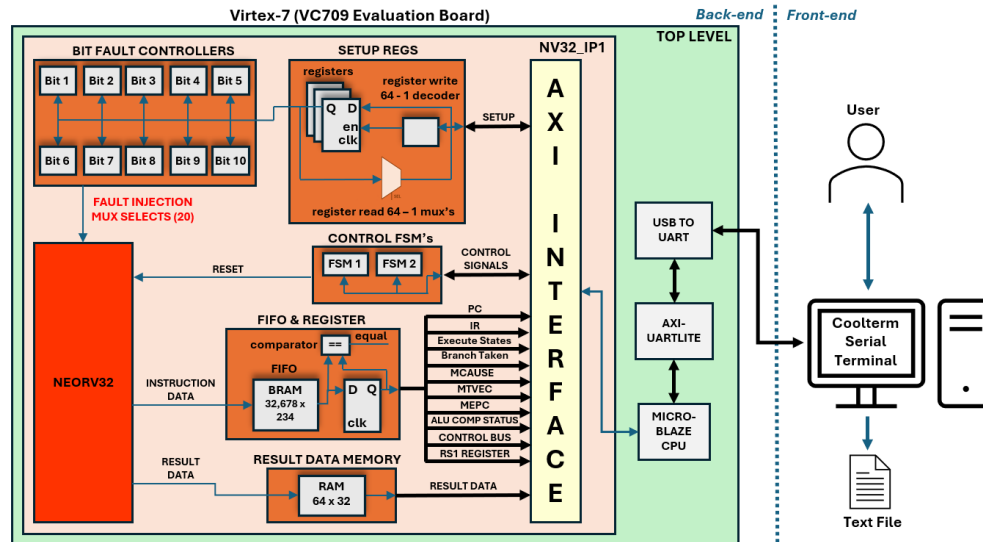 Virtex-7 (VC709 Evaluation Board)
Back-end
Front-end
TOP LEVEL
NV32_IP1
BIT FAULT CONTROLLERS
Bit 1
Bit 2
Bit 3
Bit 4
Bit 5
Bit 6
Bit 7
Bit 8
Bit 9
Bit 10
SETUP REGS
registers
register write
64 - 1 decoder
Q D
en
clk
register read 64 – 1 mux's
SETUP
FAULT INJECTION
MUX SELECTS (20)
CONTROL FSM's
FSM 1
FSM 2
RESET
CONTROL
SIGNALS
FIFO & REGISTER
comparator
==
equal
FIFO
BRAM
32,678 x
234
D Q
clk
NEORV32
INSTRUCTION
DATA
PC
IR
Execute States
Branch Taken
MCAUSE
MTVEC
MEPC
ALU COMP STATUS
CONTROL BUS
RS1 REGISTER
RESULT DATA MEMORY
RESULT
DATA
RAM
64 x 32
RESULT DATA
AXI INTERFACE
USB TO
UART
AXI-
UARTLITE
MICRO-
BLAZE
CPU
User
Coolterm
Serial
Terminal
Text File